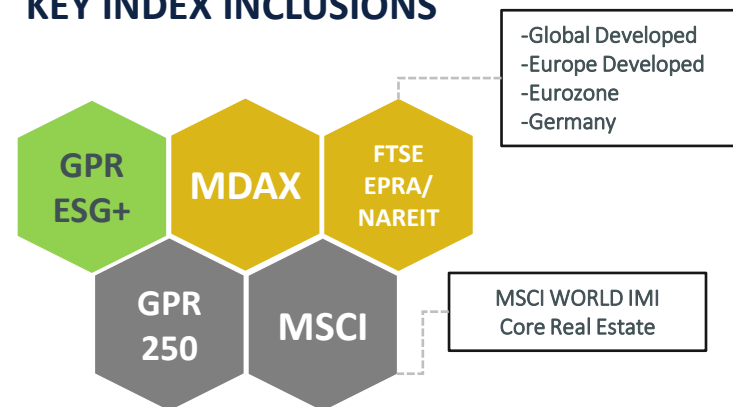 KEY INDEX INCLUSIONS
-Global Developed
-Europe Developed
-Eurozone
-Germany
GPR
ESG+
MDAX
FTSE
EPRA/
NAREIT
GPR
250
MSCI
MSCI WORLD IMI
Core Real Estate